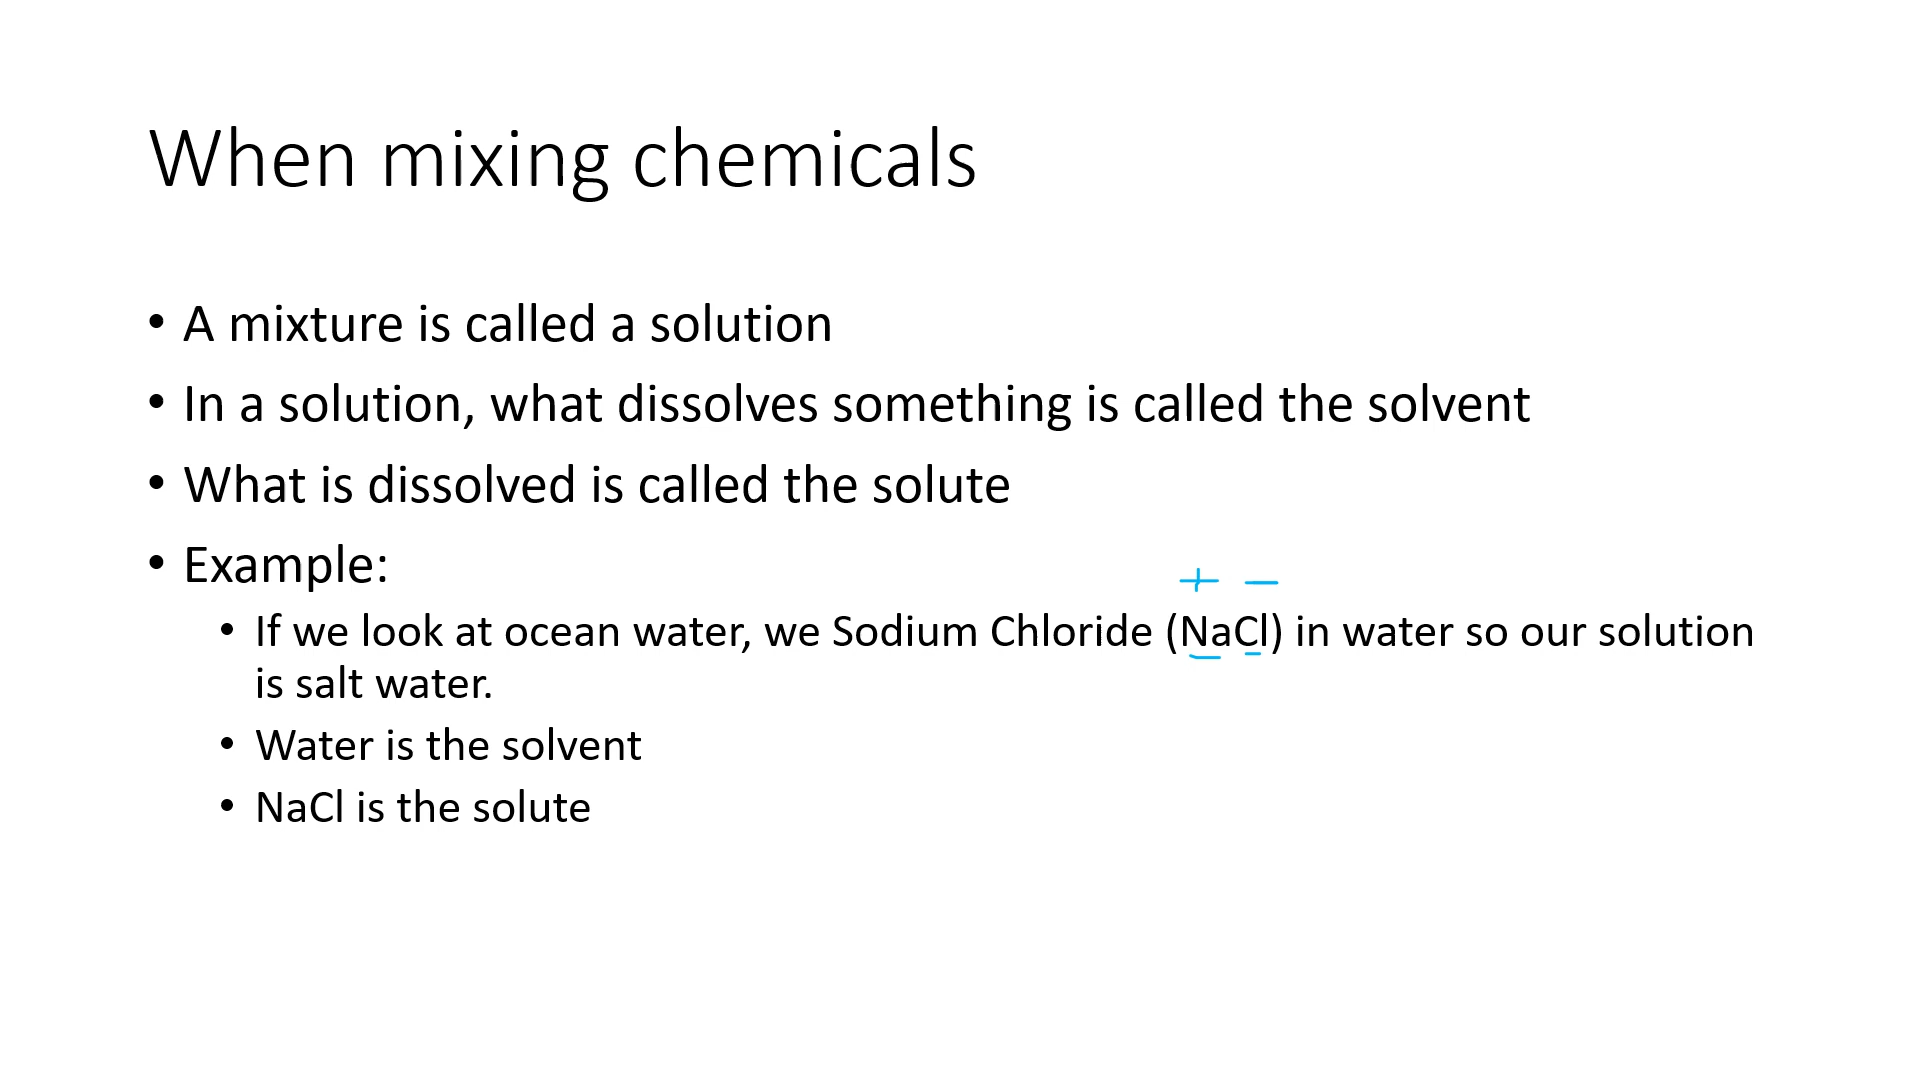 When mixing chemicals
• A mixture is called a solution
• In a solution, what dissolves something is called the solvent
• What is dissolved is called the solute
• Example:
+ –
• If we look at ocean water, we Sodium Chloride (NaCl) in water so our solution
is salt water.
• Water is the solvent
• NaCl is the solute